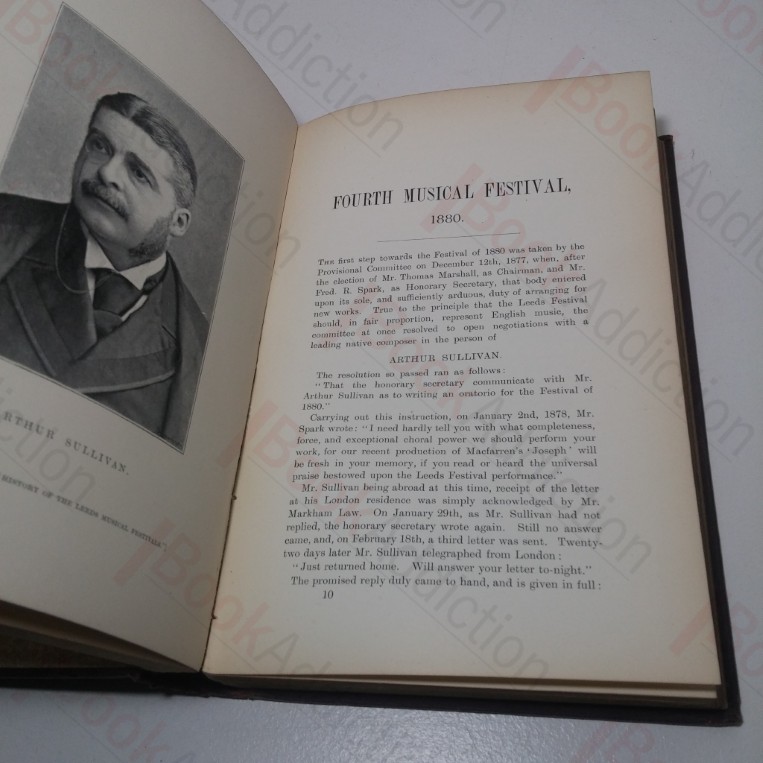 ARTHUR SULLIVAN.
HISTORY OF THE LEEDS MUSICAL FESTIVAL"
FOURTH MUSICAL FESTIVAL,
1880.
THE first step towards the Festival of 1880 was taken by the
Provisional Committee on December 12th, 1877, when, after
the election of Mr. Thomas Marshall, as Chairman, and Mr.
Fred. R. Spark, as Honorary Secretary, that body entered
upon its sole, and sufficiently arduous, duty of arranging for
new works. True to the principle that the Leeds Festival
should, in fair proportion, represent English music, the
committee at once resolved to open negotiations with a
leading native composer in the person of
ARTHUR SULLIVAN.
The resolution so passed ran as follows:
"That the honorary secretary communicate with Mr.
Arthur Sullivan as to writing an oratorio for the Festival of
1880."
Carrying out this instruction, on January 2nd, 1878, Mr.
Spark wrote: "I need hardly tell you with what completeness,
force, and exceptional choral power we should perform your
work, for our recent production of Macfarren's 'Joseph' will
be fresh in your memory, if you read or heard the universal
praise bestowed upon the Leeds Festival performance."
Mr. Sullivan being abroad at this time, receipt of the letter
at his London residence was simply acknowledged by Mr.
Markham Law. On January 29th, as Mr. Sullivan had not
replied, the honorary secretary wrote again. Still no answer
came, and, on February 18th, a third letter was sent. Twenty-
two days later Mr. Sullivan telegraphed from London:
"Just returned home. Will answer your letter to-night."
The promised reply duly came to hand, and is given in full:
10
BookAddiction